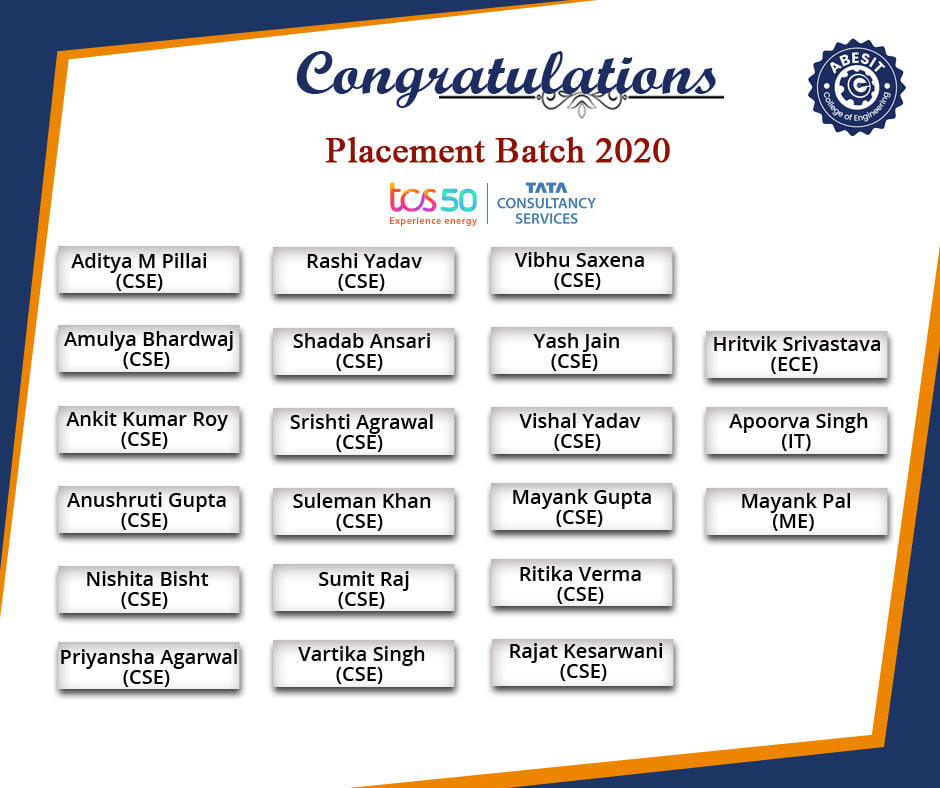 Congratulations
ABESIT
College of Engineering
Placement Batch 2020
tcs 50
Experience energy
TATA
CONSULTANCY
SERVICES
Aditya M Pillai
(CSE)
Rashi Yadav
(CSE)
Vibhu Saxena
(CSE)
Amulya Bhardwaj
(CSE)
Shadab Ansari
(CSE)
Yash Jain
(CSE)
Hritvik Srivastava
(ECE)
Ankit Kumar Roy
(CSE)
Srishti Agrawal
(CSE)
Vishal Yadav
(CSE)
Apoorva Singh
(IT)
Anushruti Gupta
(CSE)
Suleman Khan
(CSE)
Mayank Gupta
(CSE)
Mayank Pal
(ME)
Nishita Bisht
(CSE)
Sumit Raj
(CSE)
Ritika Verma
(CSE)
Priyansha Agarwal
(CSE)
Vartika Singh
(CSE)
Rajat Kesarwani
(CSE)